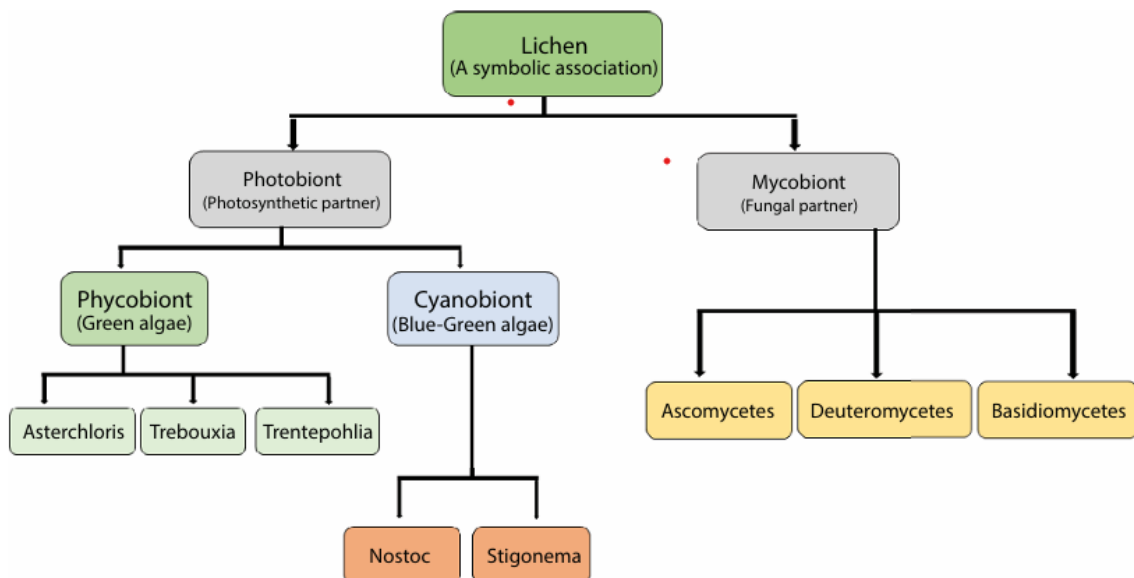 Lichen
(A symbolic association)
Photobiont
(Photosynthetic partner)
Mycobiont
(Fungal partner)
Phycobiont
(Green algae)
Cyanobiont
(Blue-Green algae)
Asterchloris
Trebouxia
Trentepohlia
Ascomycetes
Deuteromycetes
Basidiomycetes
Nostoc
Stigonema